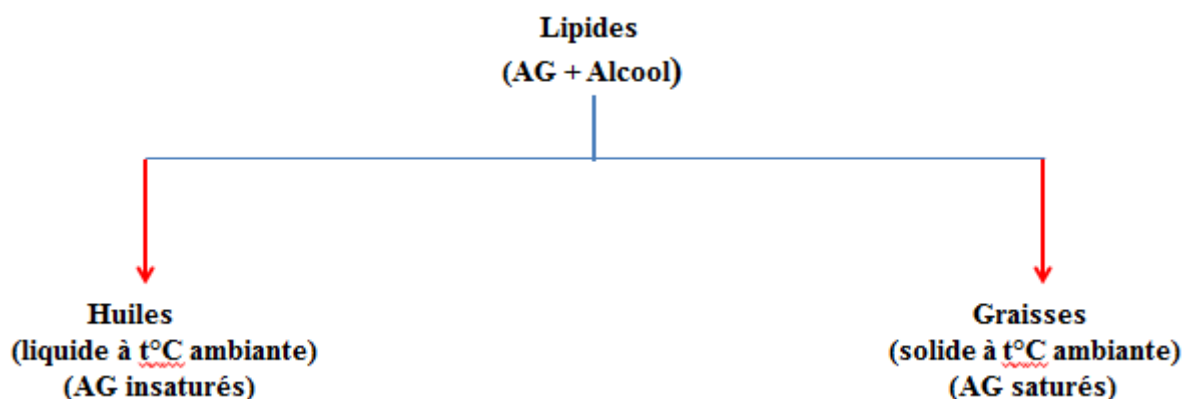 Lipides
(AG + Alcool)
Huiles
(liquide à t°C ambiante)
(AG insaturés)
Graisses
(solide à t°C ambiante)
(AG saturés)